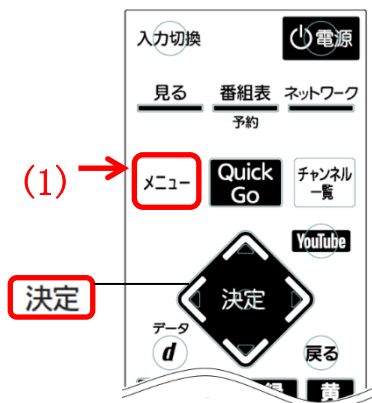 入力切換
電源
見る
番組表
ネットワーク
予約
(1)
メニュー
Quick
Go
チャンネル
一覧
YouTube
決定
決定
データ
d
戻る
黄